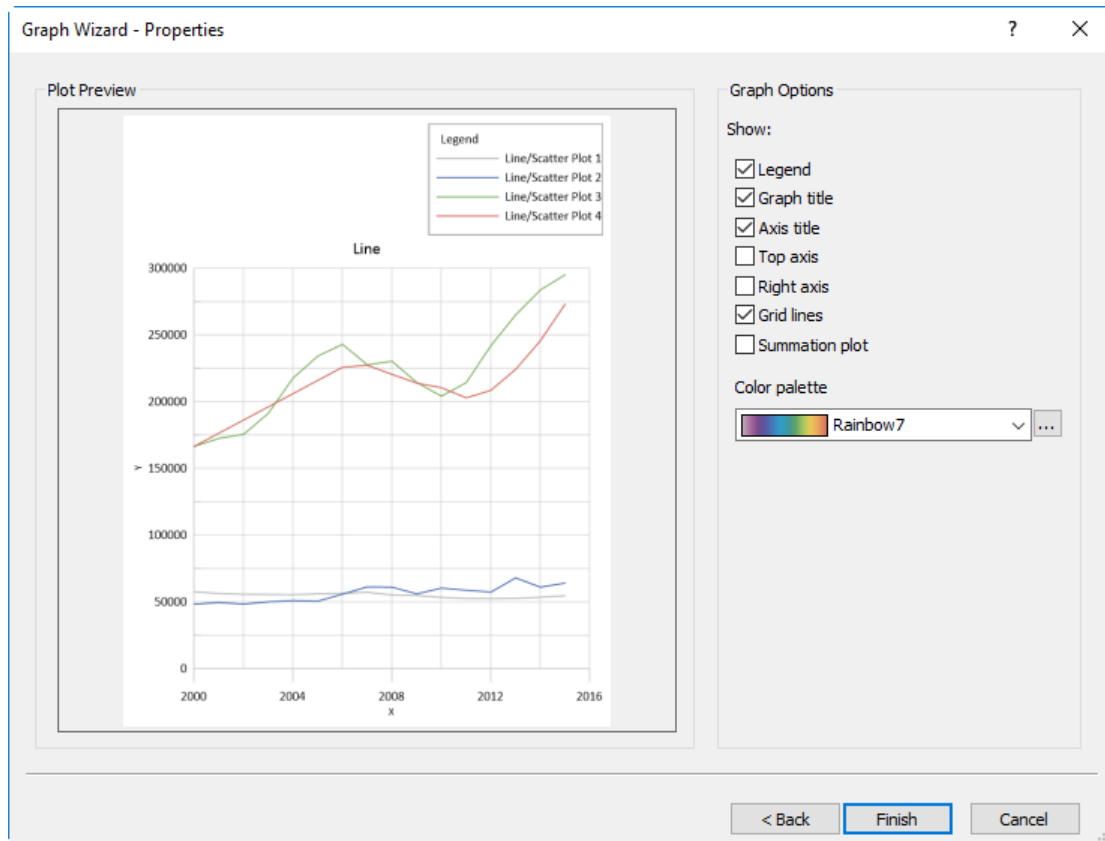 Graph Wizard - Properties
?
Plot Preview
Legend
Line/Scatter Plot 1
Line/Scatter Plot 2
Line/Scatter Plot 3
Line/Scatter Plot 4
Line
300000
250000
200000
150000
100000
50000
0
Y
2000 2004 2008 2012 2016
X
Graph Options
Show:
Legend
Graph title
Axis title
Top axis
Right axis
Grid lines
Summation plot
Color palette
Rainbow7
...
< Back Finish Cancel